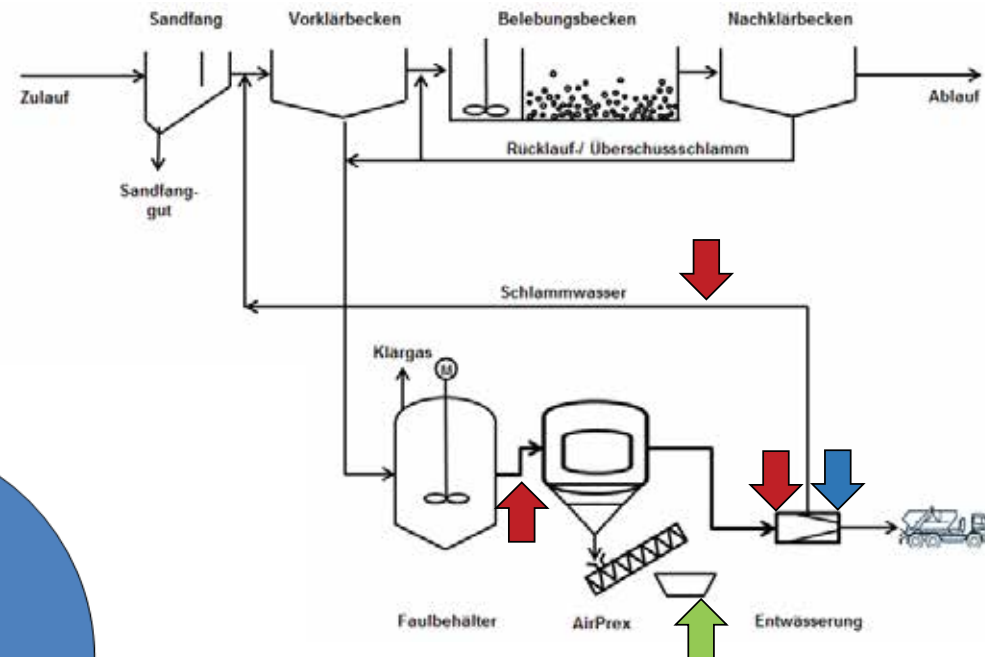 Sandfang
Vorklärbecken
Belebungsbecken
Nachklärbecken
Zulauf
Ablauf
Rücklauf-/ Überschussschlamm
Sandfang-
gut
Schlammwasser
Klärgas
M
Faulbehälter
AirPrex
Entwässerung